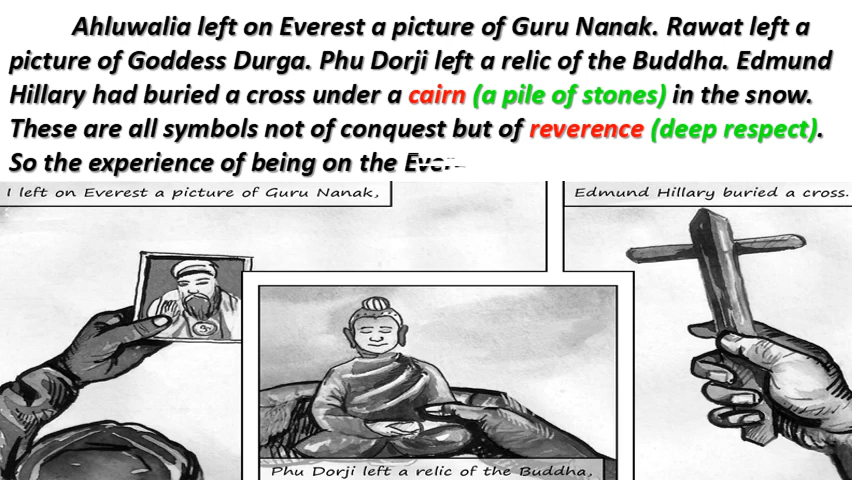 Ahluwalia left on Everest a picture of Guru Nanak. Rawat left a
picture of Goddess Durga. Phu Dorji left a relic of the Buddha. Edmund
Hillary had buried a cross under a cairn (a pile of stones) in the snow.
These are all symbols not of conquest but of reverence (deep respect).
So the experience of being on the
I left on Everest a picture of Guru Nanak,
Edmund Hillary buried a cross.
Phu Dorji left a relic of the Buddha,